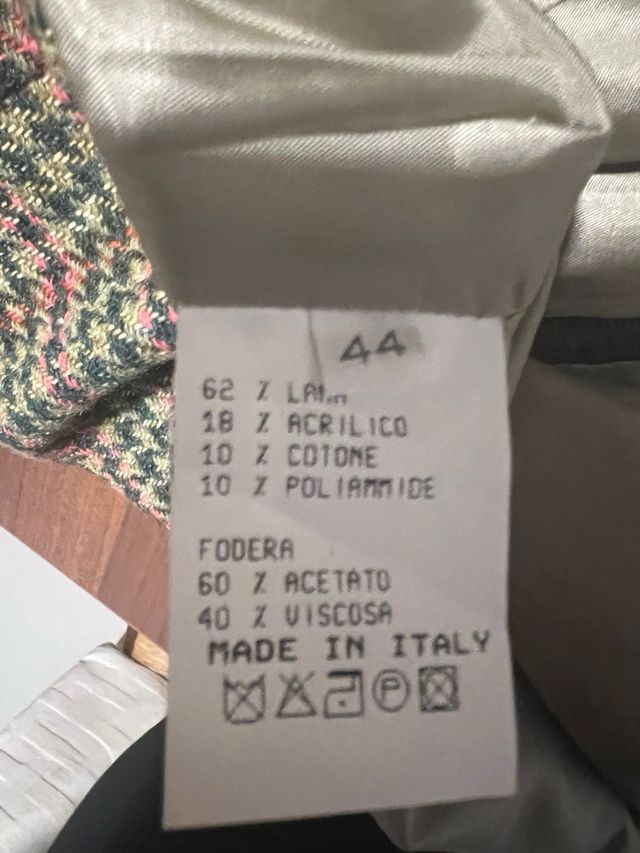 44
62 %
18 % ACRILICO
10 % COTONE
10 % POLIAMMIDE
FODERA
60 % ACETATO
40 % VISCOSA
MADE IN ITALY
P